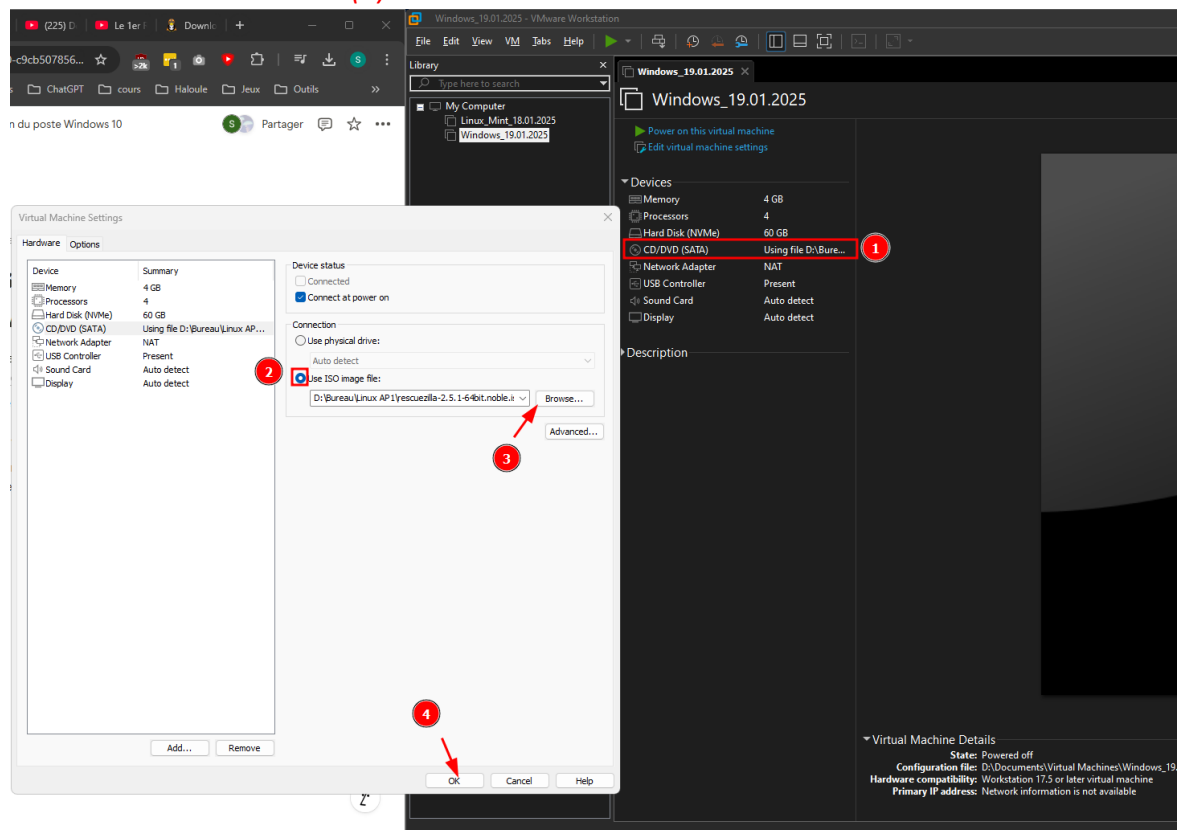 (225) D
Le 1er F
Downlo
Windows_19.01.2025 - VMware Workstation
File Edit View VM Tabs Help
-c9cb507856...
>2k
1
S
ChatGPT
cours
Haloule
Jeux
Outils
»
n du poste Windows 10
S
Partager
Library
Type here to search
My Computer
Linux_Mint_18.01.2025
Windows_19.01.2025
Windows_19.01.2025
Windows_19.01.2025
Power on this virtual machine
Edit virtual machine settings
Devices
Memory 4 GB
Processors 4
Hard Disk (NVMe) 60 GB
CD/DVD (SATA) Using file D:\Bure...
1
Network Adapter NAT
USB Controller Present
Sound Card Auto detect
Display Auto detect
Description
Virtual Machine Settings
Hardware Options
Device Summary
Memory 4 GB
Processors 4
Hard Disk (NVMe) 60 GB
CD/DVD (SATA) Using file D:\Bureau\Linux AP...
Network Adapter NAT
USB Controller Present
Sound Card Auto detect
Display Auto detect
Device status
Connected
Connect at power on
Connection
Use physical drive:
Auto detect
2
Use ISO image file:
D:\Bureau\Linux AP1\rescuezilla-2.5.1-64bit.noble.i
Browse...
3
Advanced...
Add... Remove
4
OK Cancel Help
Virtual Machine Details
State: Powered off
Configuration file: D:\Documents\Virtual Machines\Windows_19.
Hardware compatibility: Workstation 17.5 or later virtual machine
Primary IP address: Network information is not available